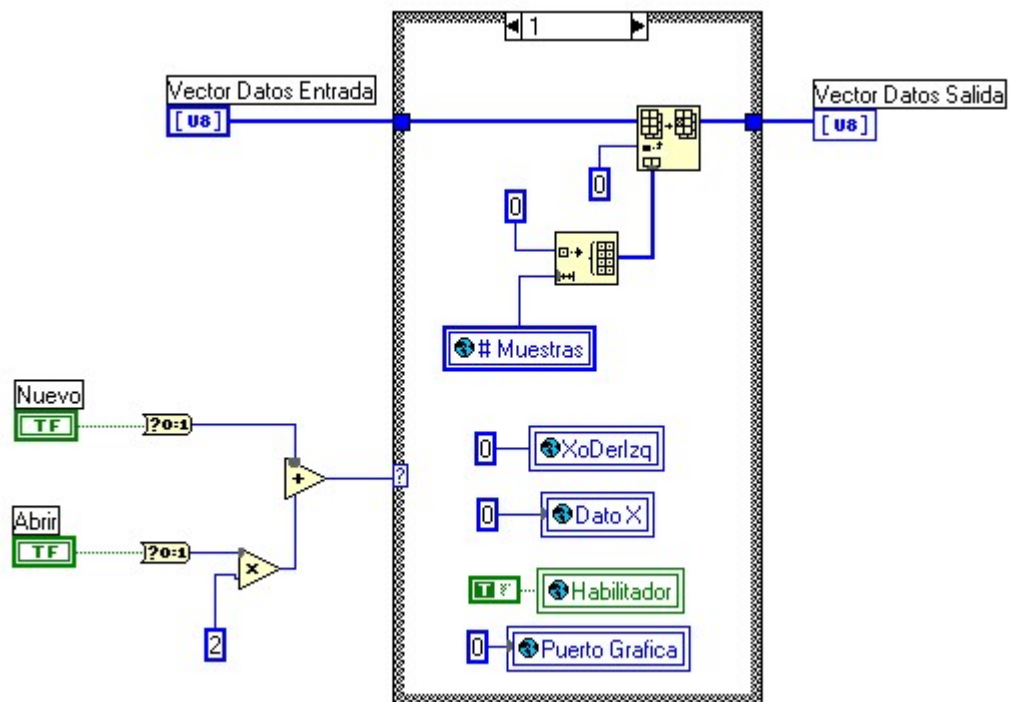 1
Vector Datos Entrada
[U8]
Vector Datos Salida
[U8]
0
0
# Muestras
Nuevo
TF
?0:1
+
?
0
XoDerIzq
Abrir
TF
?0:1
x
2
0
Dato X
T
Habilitador
0
Puerto Grafica